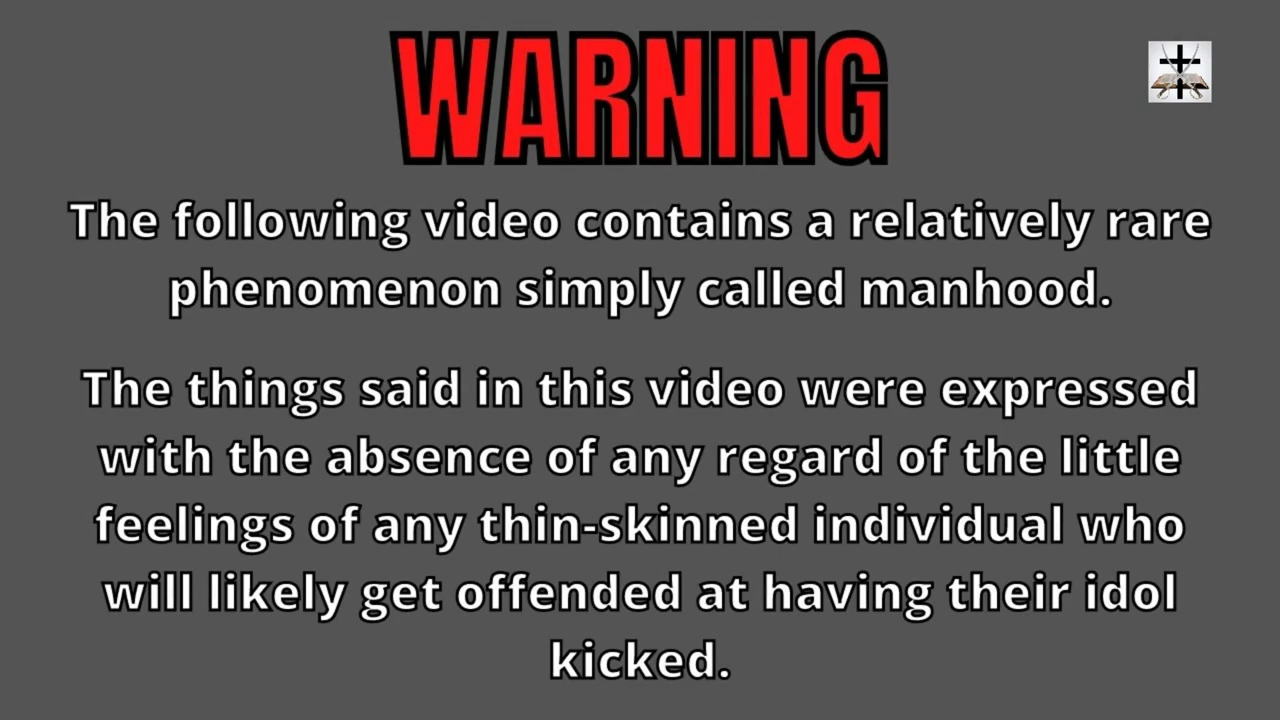 WARNING
The following video contains a relatively rare
phenomenon simply called manhood.
The things said in this video were expressed
with the absence of any regard of the little
feelings of any thin-skinned individual who
will likely get offended at having their idol
kicked.